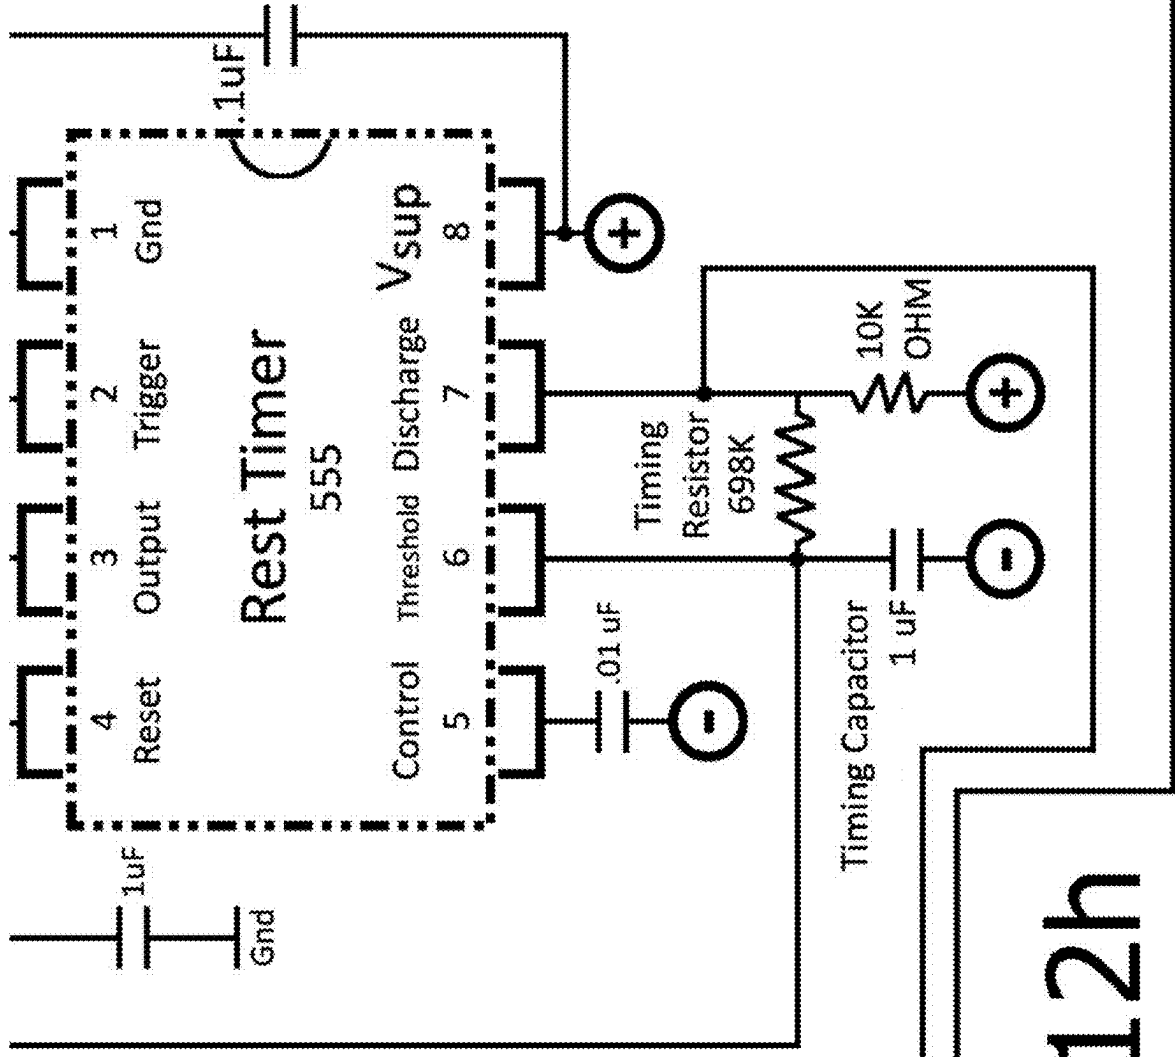 .1uF
1
Gnd
2
Trigger
3
Output
4
Reset
Rest Timer
555
Vsup
8
Discharge
7
Threshold
6
Control
5
.01 uF
Timing
Resistor
698K
10K
OHM
+
+
-
-
Timing Capacitor
1 uF
1uF
Gnd
12h